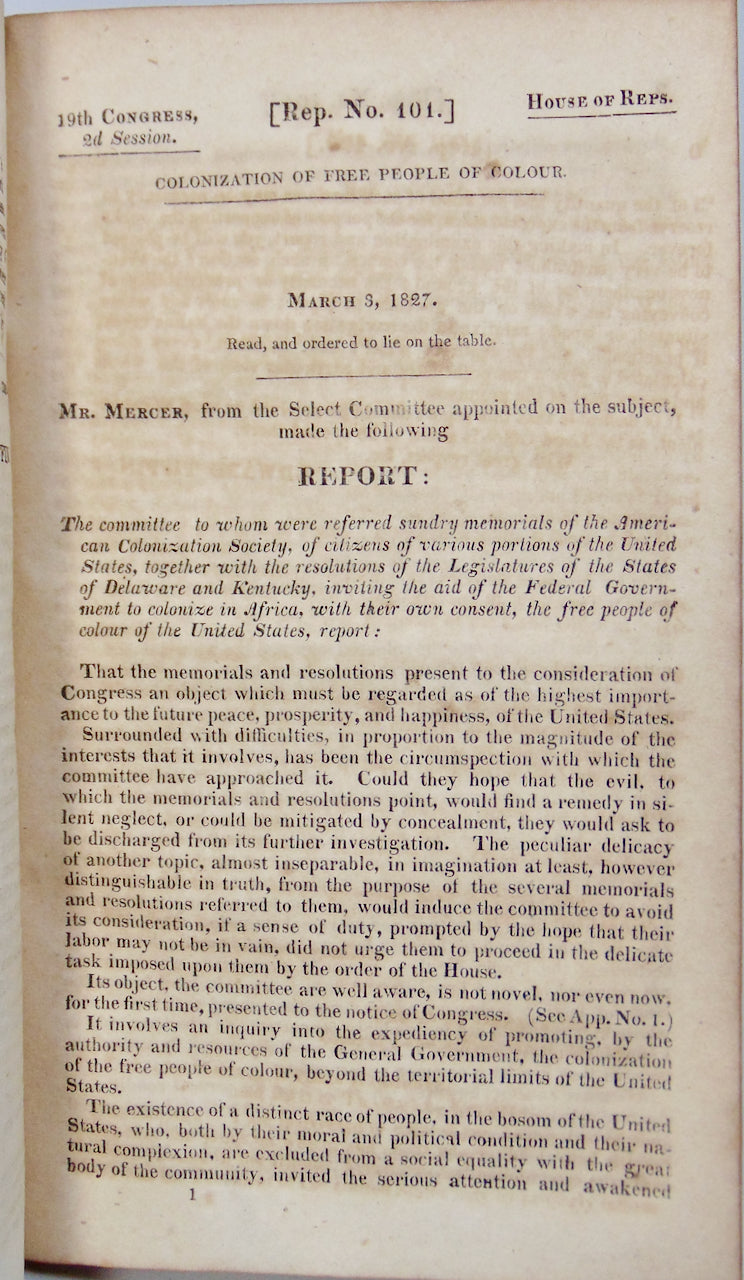 19th CONGRESS,
2d Session.
[Rep. No. 101.]
HOUSE OF REPS.
COLONIZATION OF FREE PEOPLE OF COLOUR.
MARCH 3, 1827.
Read, and ordered to lie on the table.
MR. MERCER, from the Select Committee appointed on the subject,
made the following
REPORT:
The committee to whom were referred sundry memorials of the Ameri-
can Colonization Society, of citizens of various portions of the United
States, together with the resolutions of the Legislatures of the States
of Delaware and Kentucky, inviting the aid of the Federal Govern-
ment to colonize in Africa, with their own consent, the free people of
colour of the United States, report:
That the memorials and resolutions present to the consideration of
Congress an object which must be regarded as of the highest import-
ance to the future peace, prosperity, and happiness, of the United States.
Surrounded with difficulties, in proportion to the magnitude of the
interests that it involves, has been the circumspection with which the
committee have approached it. Could they hope that the evil, to
which the memorials and resolutions point, would find a remedy in si-
lent neglect, or could be mitigated by concealment, they would ask to
be discharged from its further investigation. The peculiar delicacy
of another topic, almost inseparable, in imagination at least, however
distinguishable in truth, from the purpose of the several memorials
and resolutions referred to them, would induce the committee to avoid
its consideration, if a sense of duty, prompted by the hope that their
labor may not be in vain, did not urge them to proceed in the delicate
task imposed upon them by the order of the House.
Its object, the committee are well aware, is not novel, nor even now,
for the first time, presented to the notice of Congress. (See App. No. 1.)
It involves an inquiry into the expediency of promoting, by the
authority and resources of the General Government, the colonization
of the free people of colour, beyond the territorial limits of the United
States.
The existence of a distinct race of people, in the bosom of the United
States, who, both by their moral and political condition and their na-
tural complexion, are excluded from a social equality with the great
body of the community, invited the serious attention and awakened
1